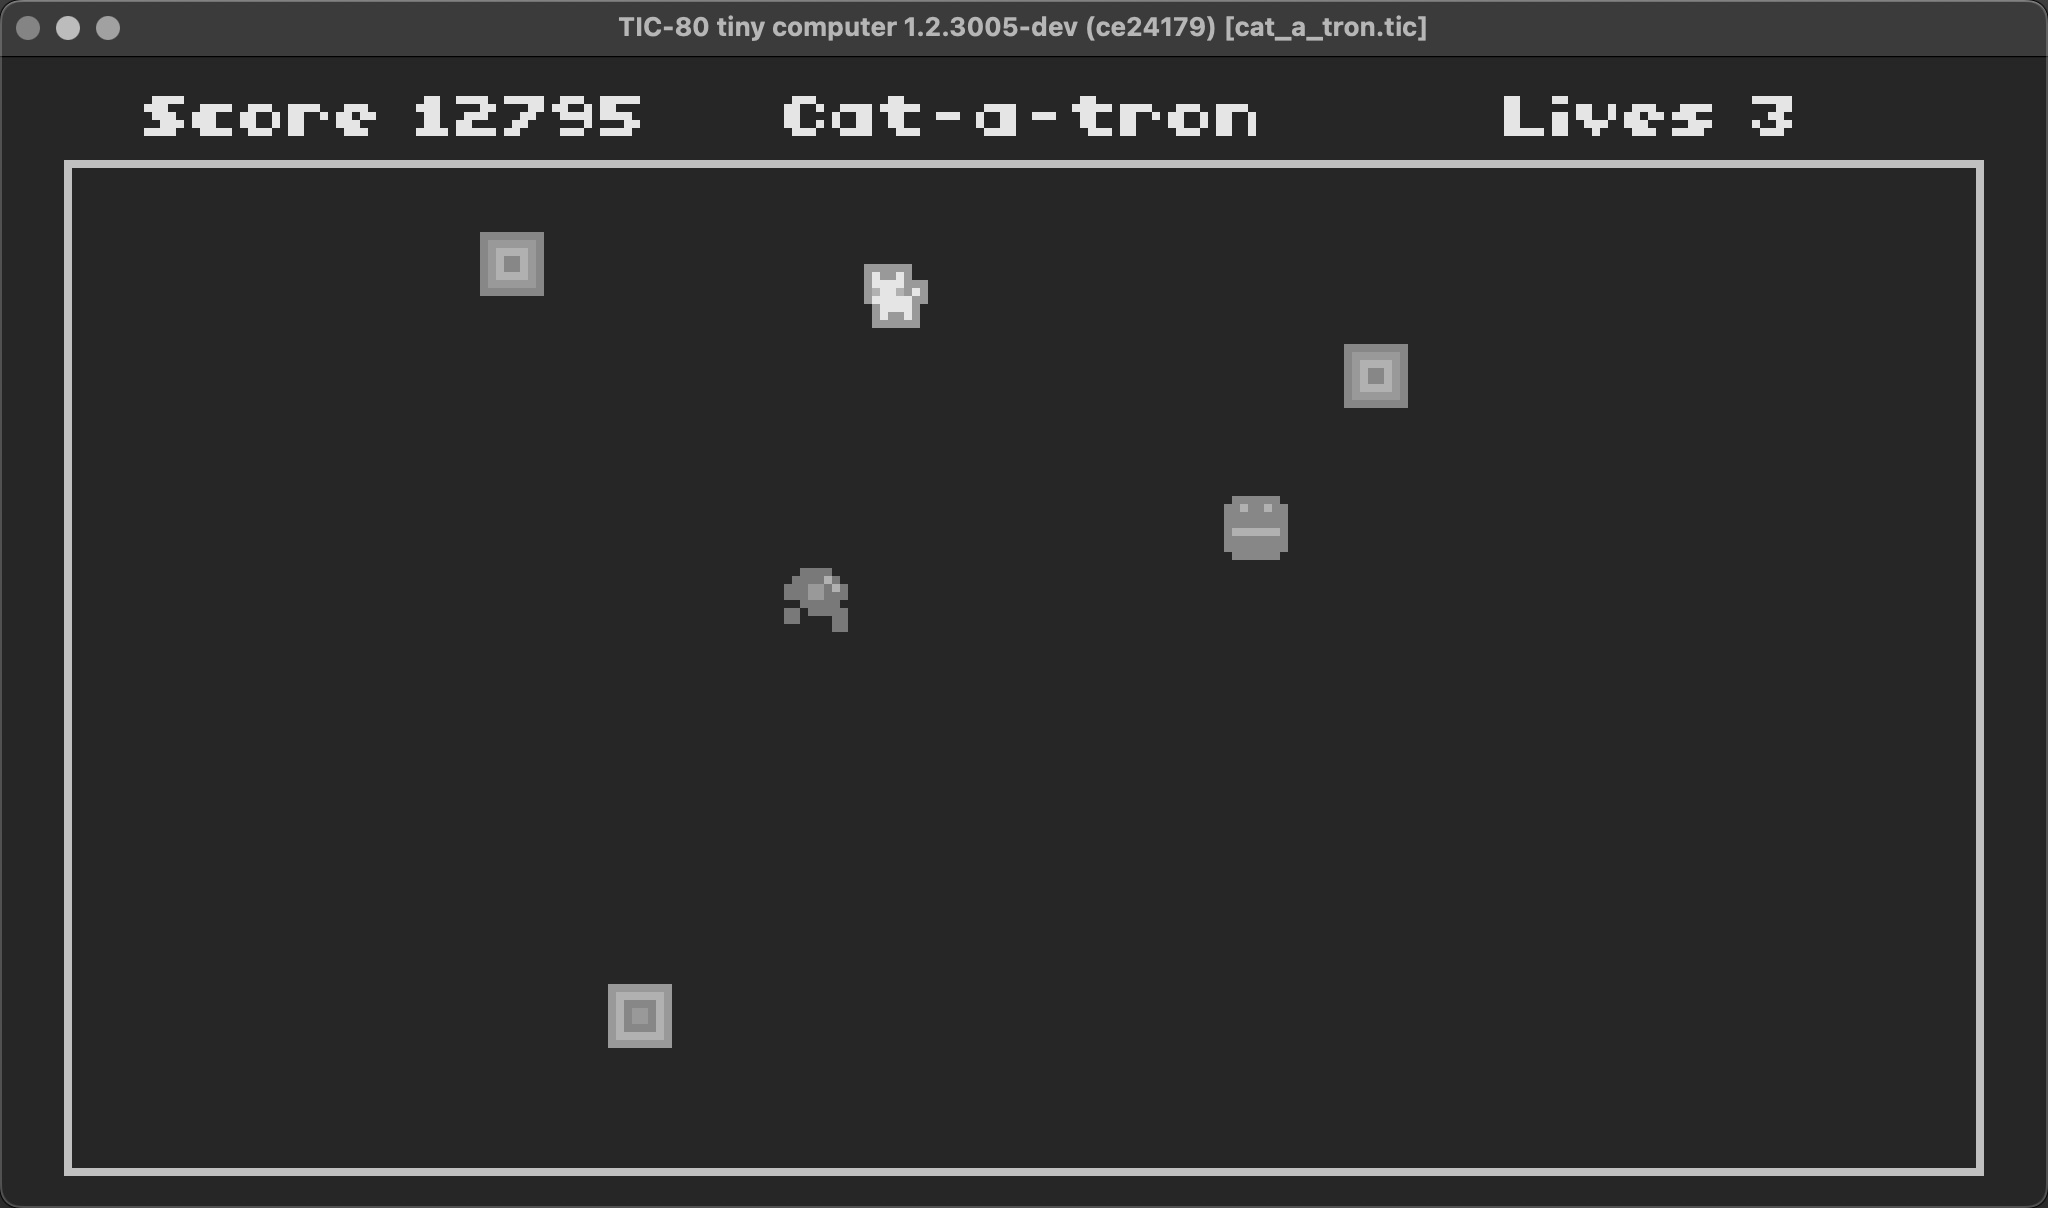 TIC-80 tiny computer 1.2.3005-dev (ce24179) [cat_a_tron.tic]
Score 12795 Cat-a-tron Lives 3